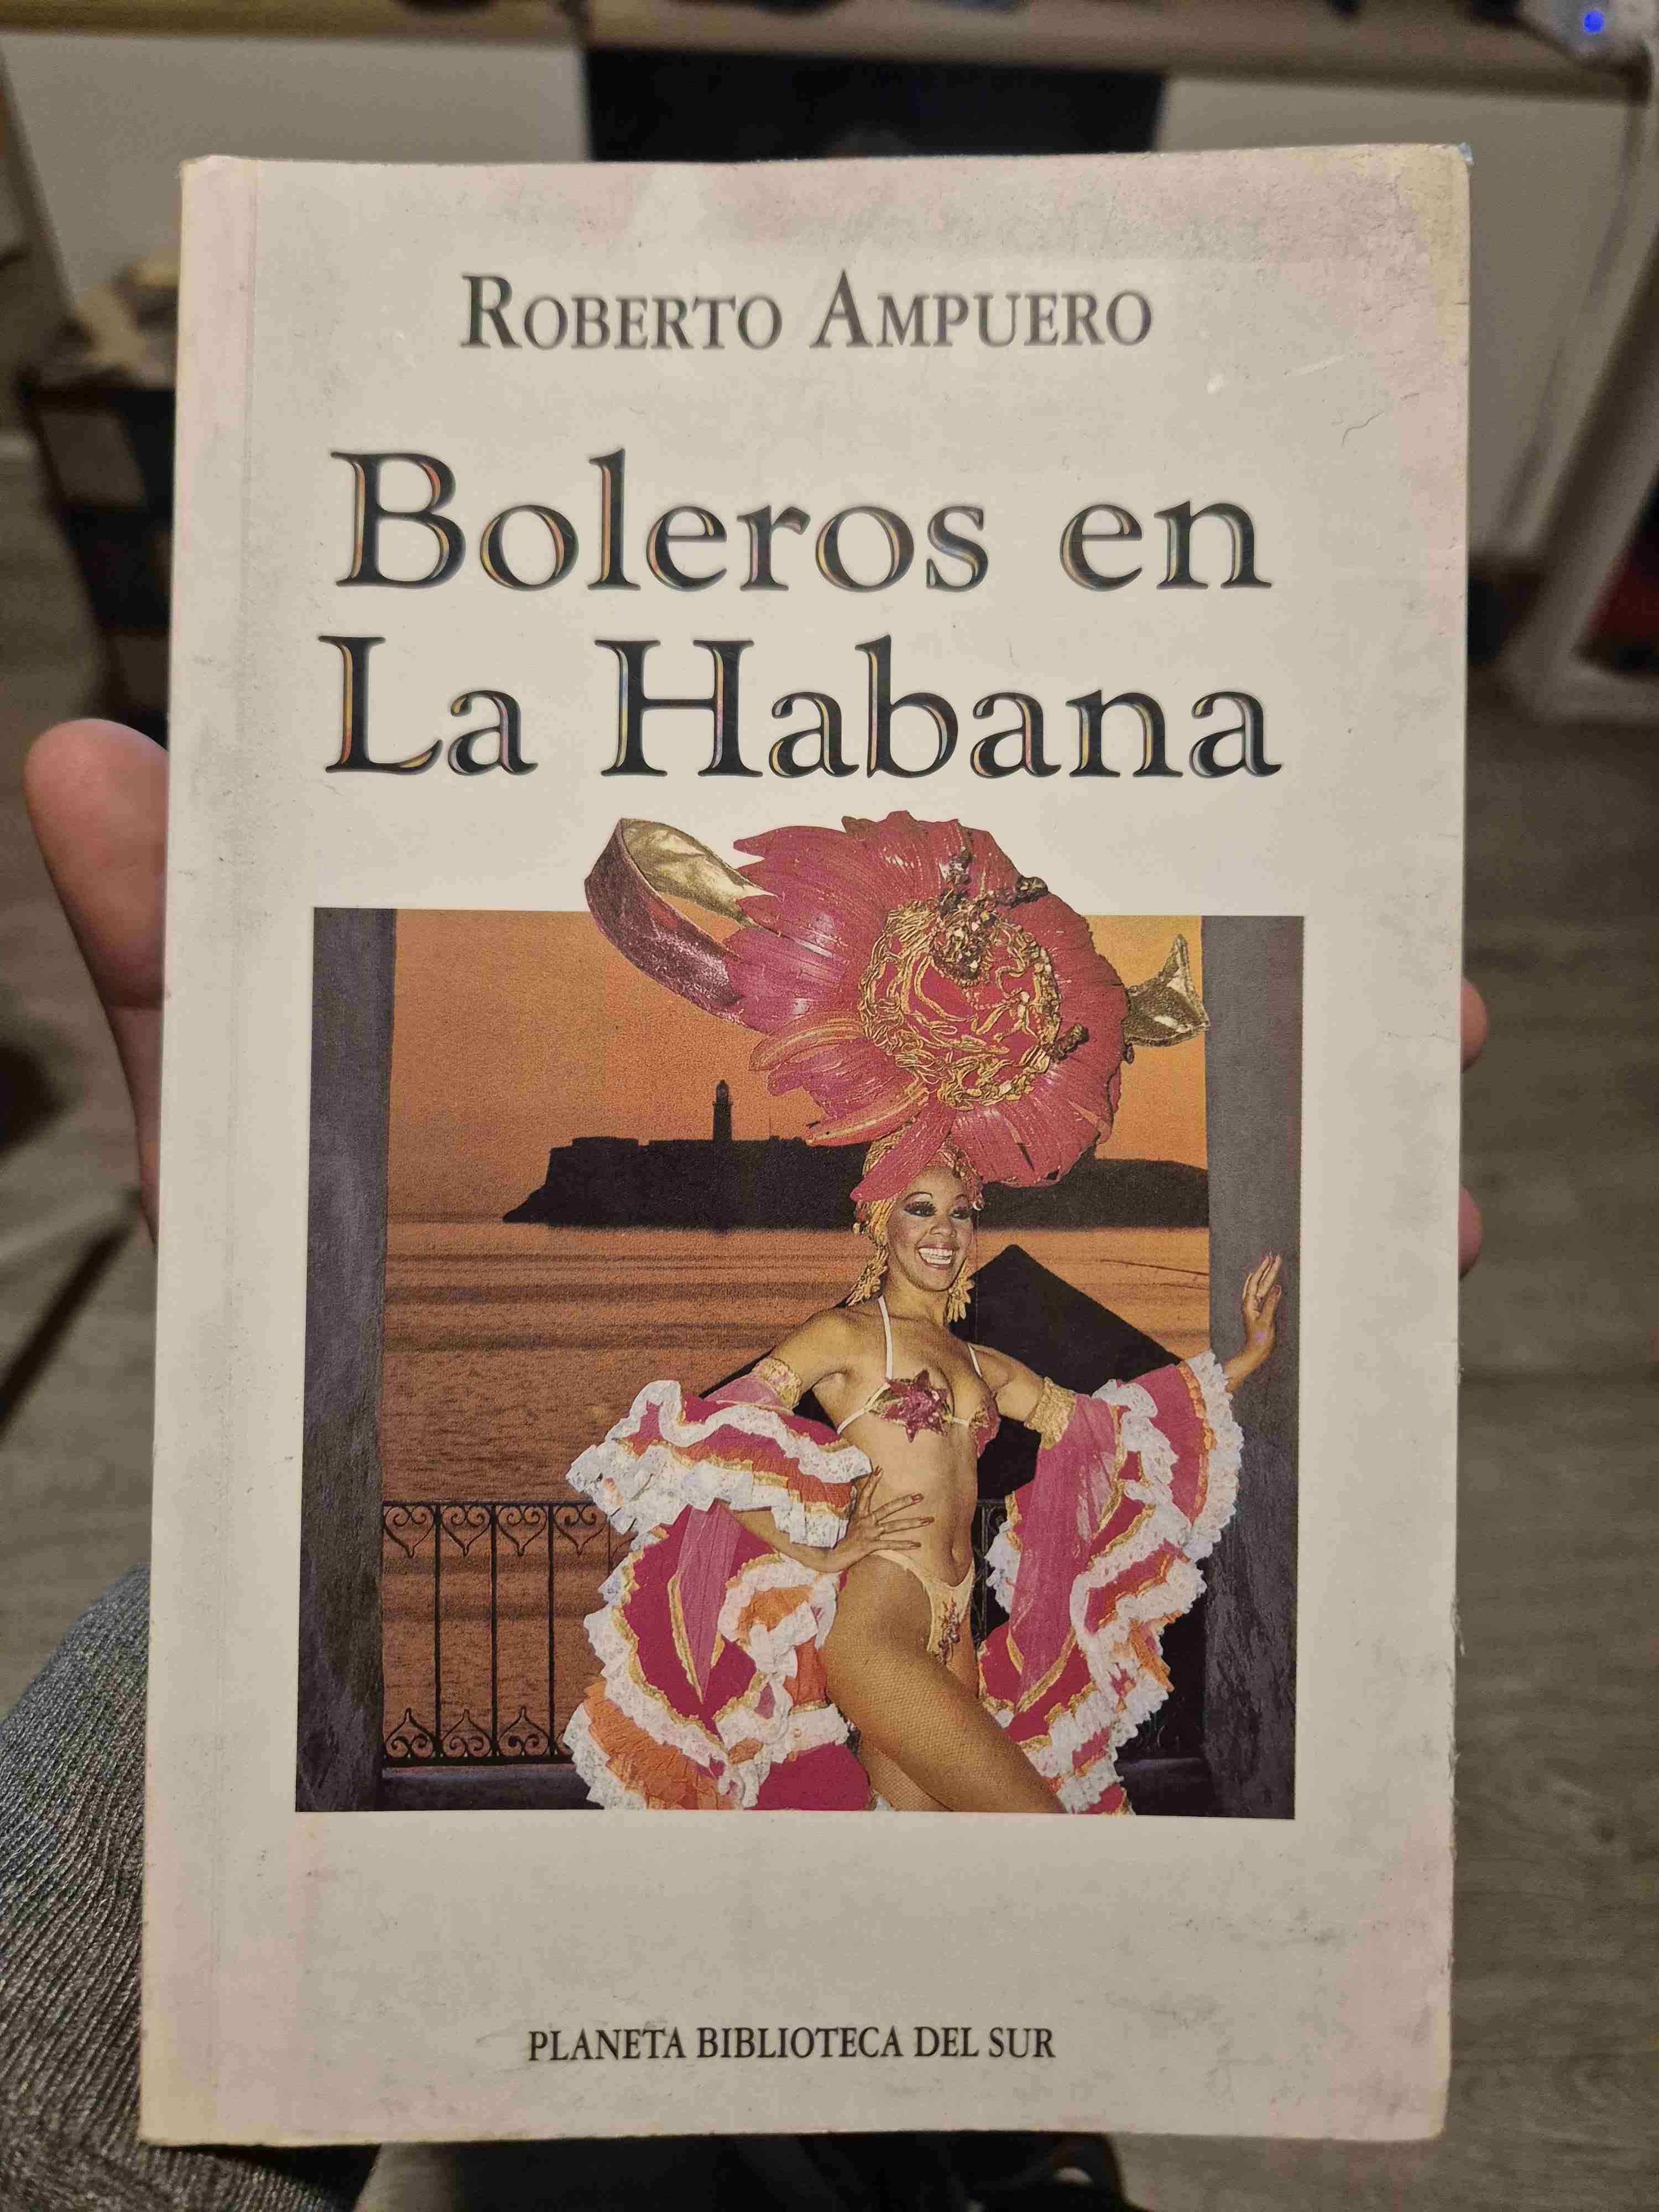 ROBERTO AMPUERO
Boleros en
La Habana
PLANETA BIBLIOTECA DEL SUR